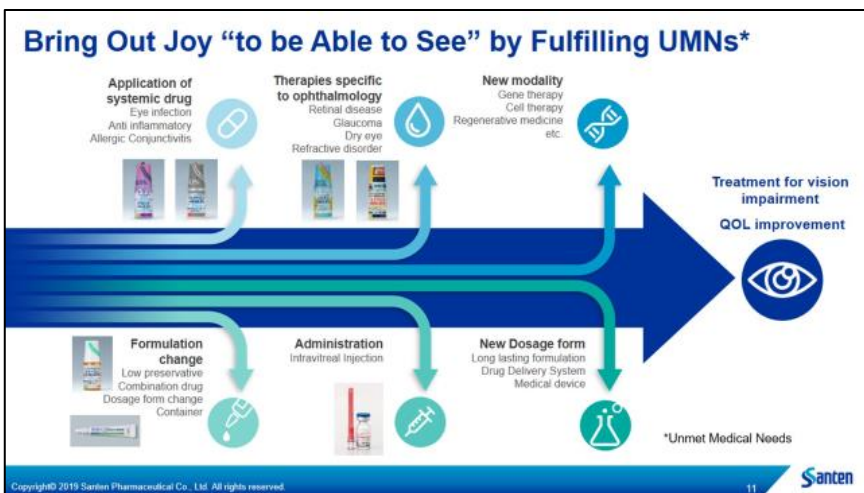 Bring Out Joy “to be Able to See” by Fulfilling UMNs*
Application of
systemic drug
Eye infection
Anti inflammatory
Allergic Conjunctivitis
Therapies specific
to ophthalmology
Retinal disease
Glaucoma
Dry eye
Refractive disorder
New modality
Gene therapy
Cell therapy
Regenerative medicine
etc.
Treatment for vision
impairment
QOL improvement
Formulation
change
Low preservative
Combination drug
Dosage form change
Container
Administration
Intravitreal Injection
New Dosage form
Long lasting formulation
Drug Delivery System
Medical device
*Unmet Medical Needs
Copyright© 2019 Santen Pharmaceutical Co., Ltd. All rights reserved.
11
Santen